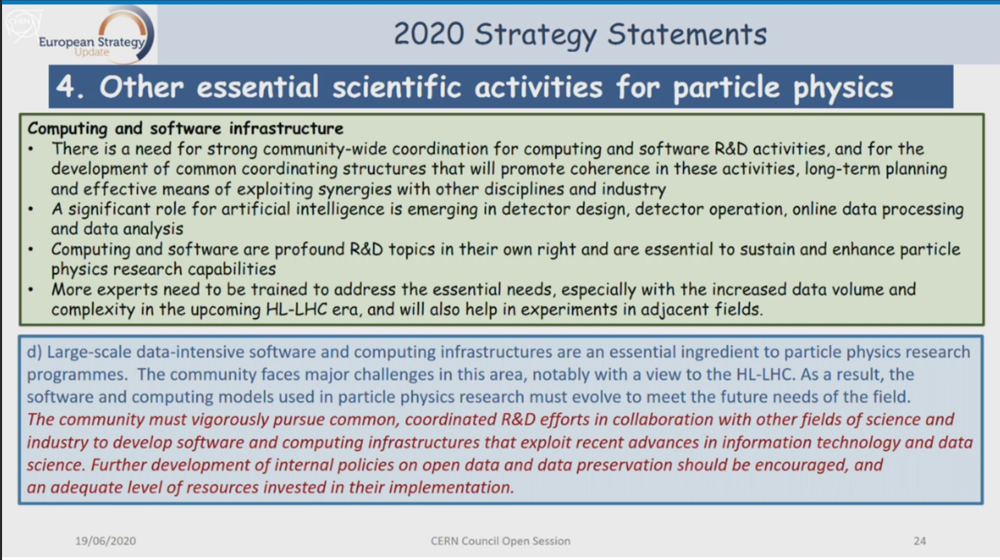 CERN
European Strategy
Update
2020 Strategy Statements
4. Other essential scientific activities for particle physics
Computing and software infrastructure
• There is a need for strong community-wide coordination for computing and software R&D activities, and for the
development of common coordinating structures that will promote coherence in these activities, long-term planning
and effective means of exploiting synergies with other disciplines and industry
• A significant role for artificial intelligence is emerging in detector design, detector operation, online data processing
and data analysis
• Computing and software are profound R&D topics in their own right and are essential to sustain and enhance particle
physics research capabilities
• More experts need to be trained to address the essential needs, especially with the increased data volume and
complexity in the upcoming HL-LHC era, and will also help in experiments in adjacent fields.
d) Large-scale data-intensive software and computing infrastructures are an essential ingredient to particle physics research
programmes. The community faces major challenges in this area, notably with a view to the HL-LHC. As a result, the
software and computing models used in particle physics research must evolve to meet the future needs of the field.
The community must vigorously pursue common, coordinated R&D efforts in collaboration with other fields of science and
industry to develop software and computing infrastructures that exploit recent advances in information technology and data
science. Further development of internal policies on open data and data preservation should be encouraged, and
an adequate level of resources invested in their implementation.
19/06/2020
CERN Council Open Session
24